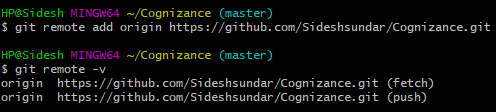 HP@Sidesh MINGW64 ~/Cognizance (master)
$ git remote add origin https://github.com/Sideshsundar/Cognizance.git
HP@Sidesh MINGW64 ~/Cognizance (master)
$ git remote -v
origin  https://github.com/Sideshsundar/Cognizance.git (fetch)
origin  https://github.com/Sideshsundar/Cognizance.git (push)